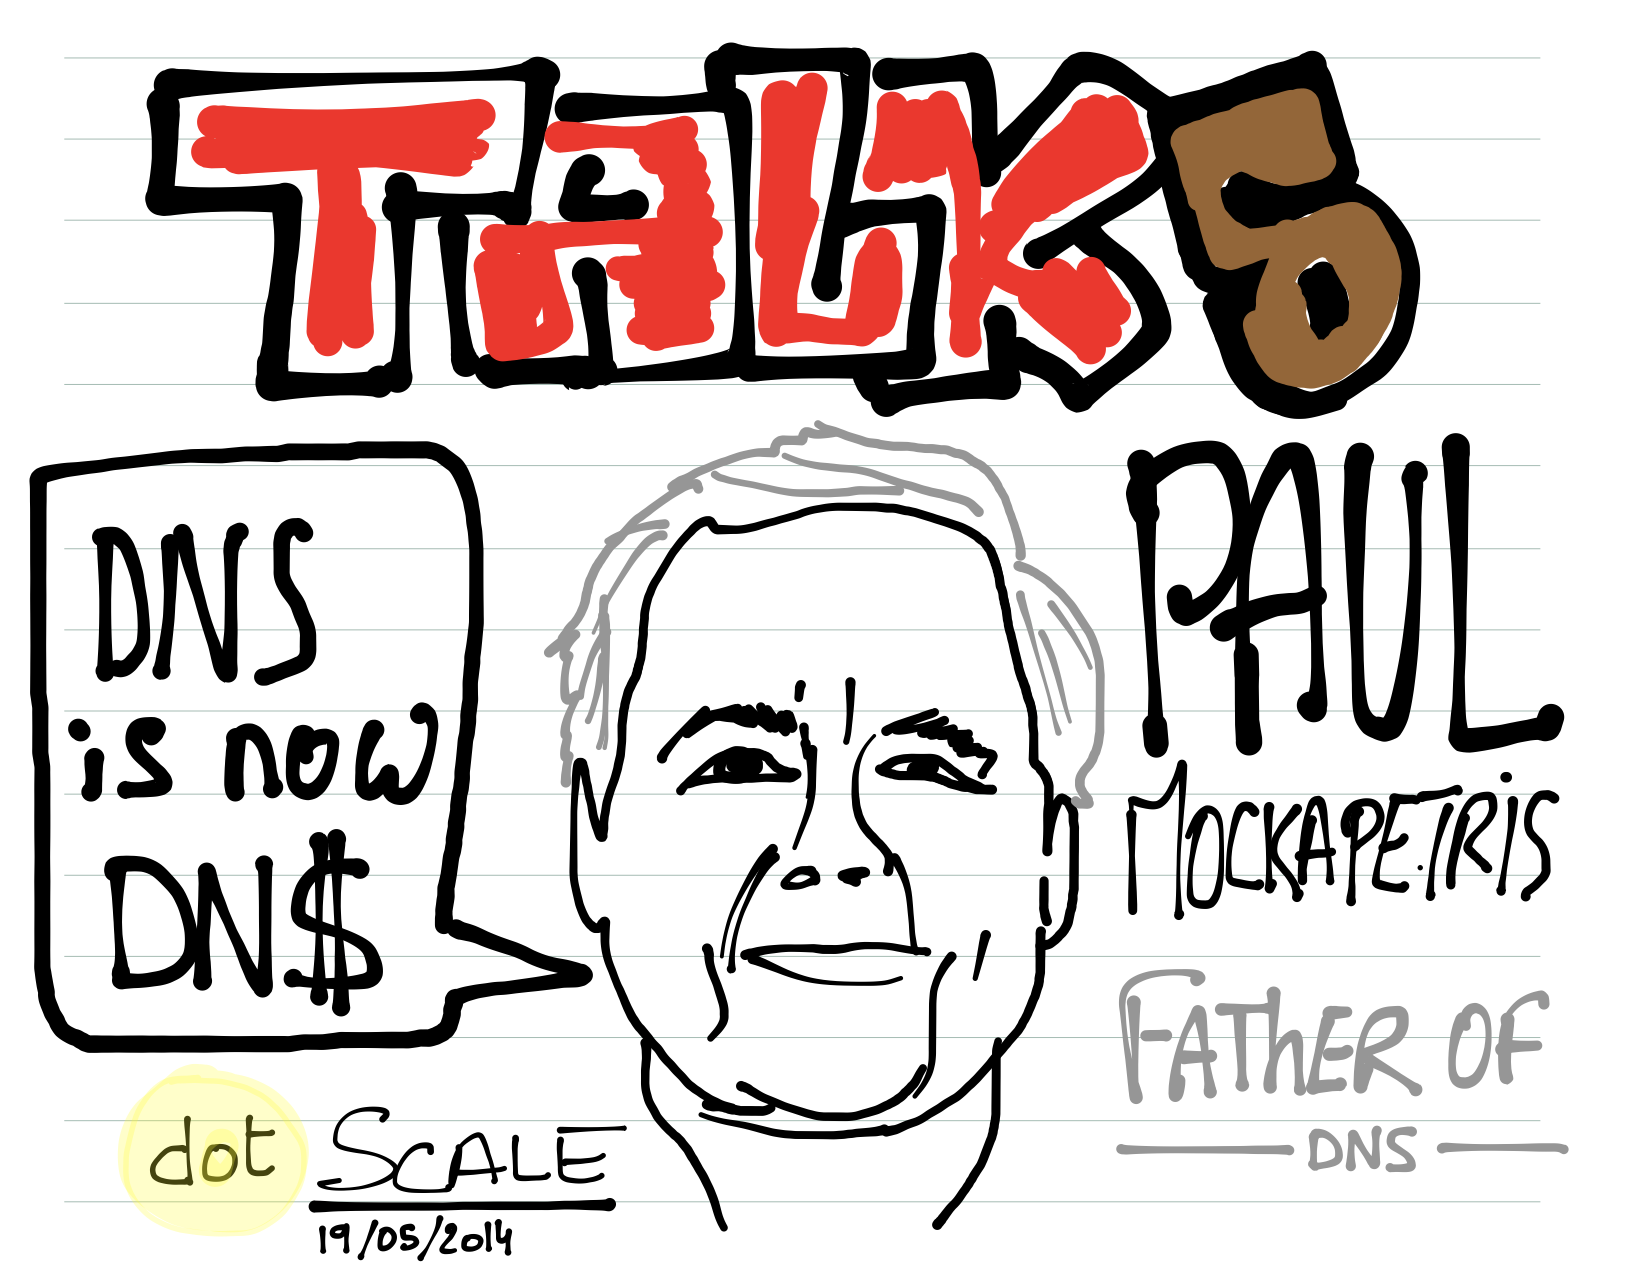 TALK 5
DNS
is now
DN$
PAUL
MOCKAPETRIS
FATHER OF
DNS
dot SCALE
19/05/2014